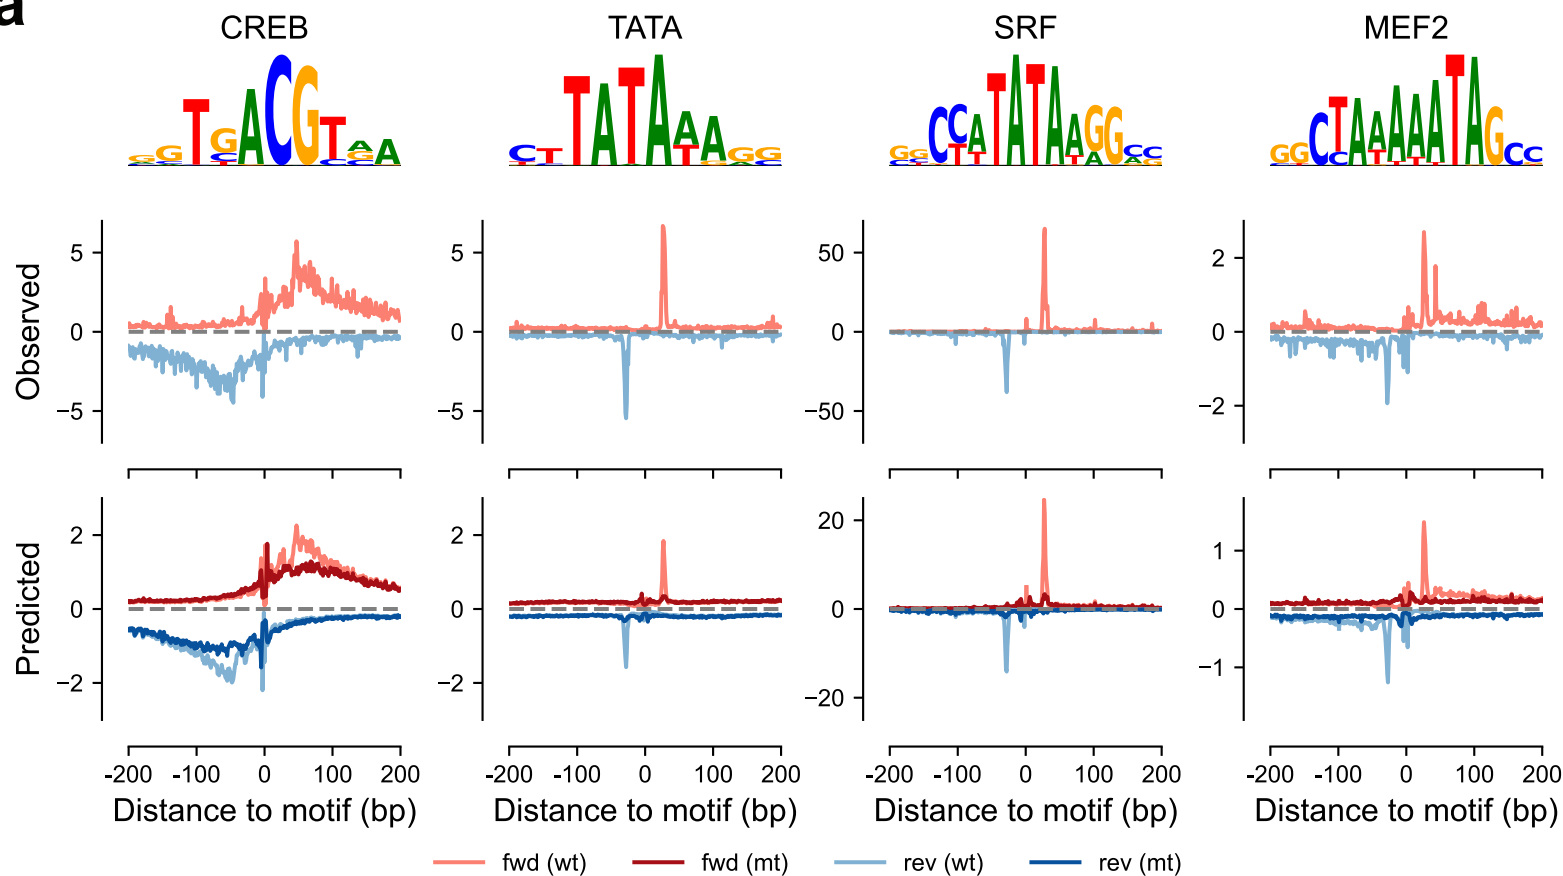 a
CREB TATA SRF MEF2
Observed
5 5 50 2
0 0 0 0
−5 −5 −50 −2
Predicted
2 2 20 1
0 0 0 0
−2 −2 −20 −1
-200 -100 0 100 200 -200 -100 0 100 200 -200 -100 0 100 200 -200 -100 0 100 200
Distance to motif (bp) Distance to motif (bp) Distance to motif (bp) Distance to motif (bp)
fwd (wt) fwd (mt) rev (wt) rev (mt)